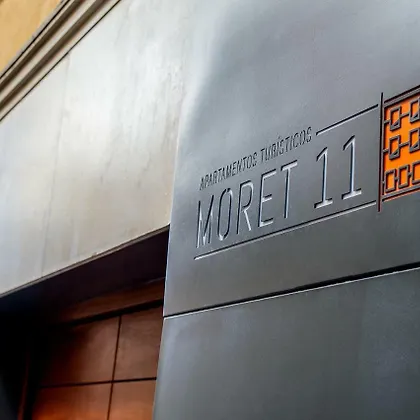 APARTAMENTOS TURÍSTICOS
MORET 11